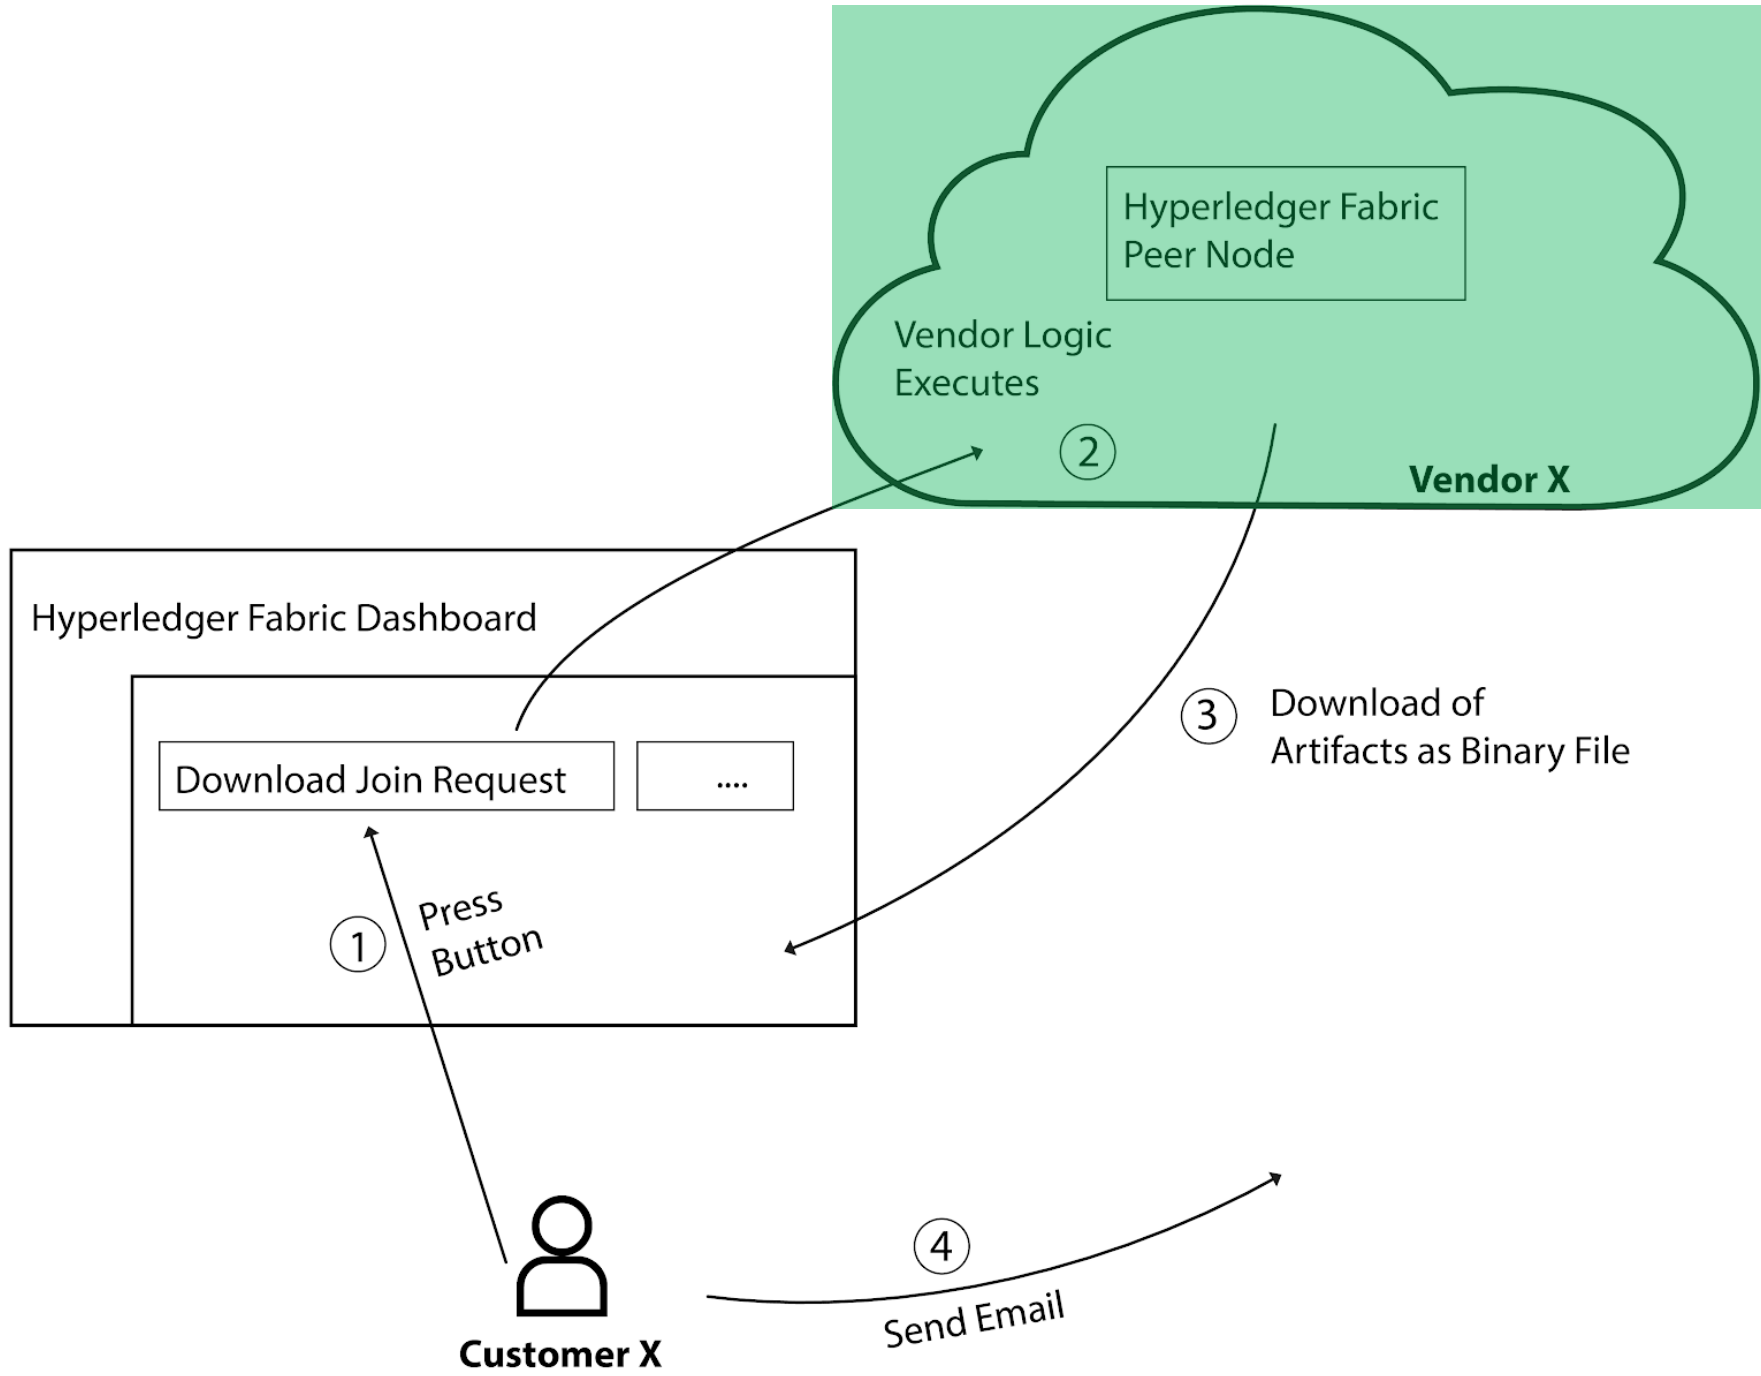 Hyperledger Fabric
Peer Node
Vendor Logic
Executes
2
Vendor X
Hyperledger Fabric Dashboard
Download Join Request
....
3
Download of
Artifacts as Binary File
1
Press
Button
4
Send Email
Customer X